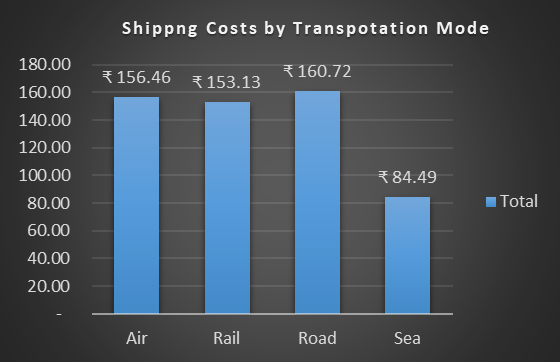 Shippng Costs by Transpotation Mode
180.00
160.00
140.00
120.00
100.00
80.00
60.00
40.00
20.00
-
₹ 156.46
₹ 153.13
₹ 160.72
₹ 84.49
Air
Rail
Road
Sea
Total